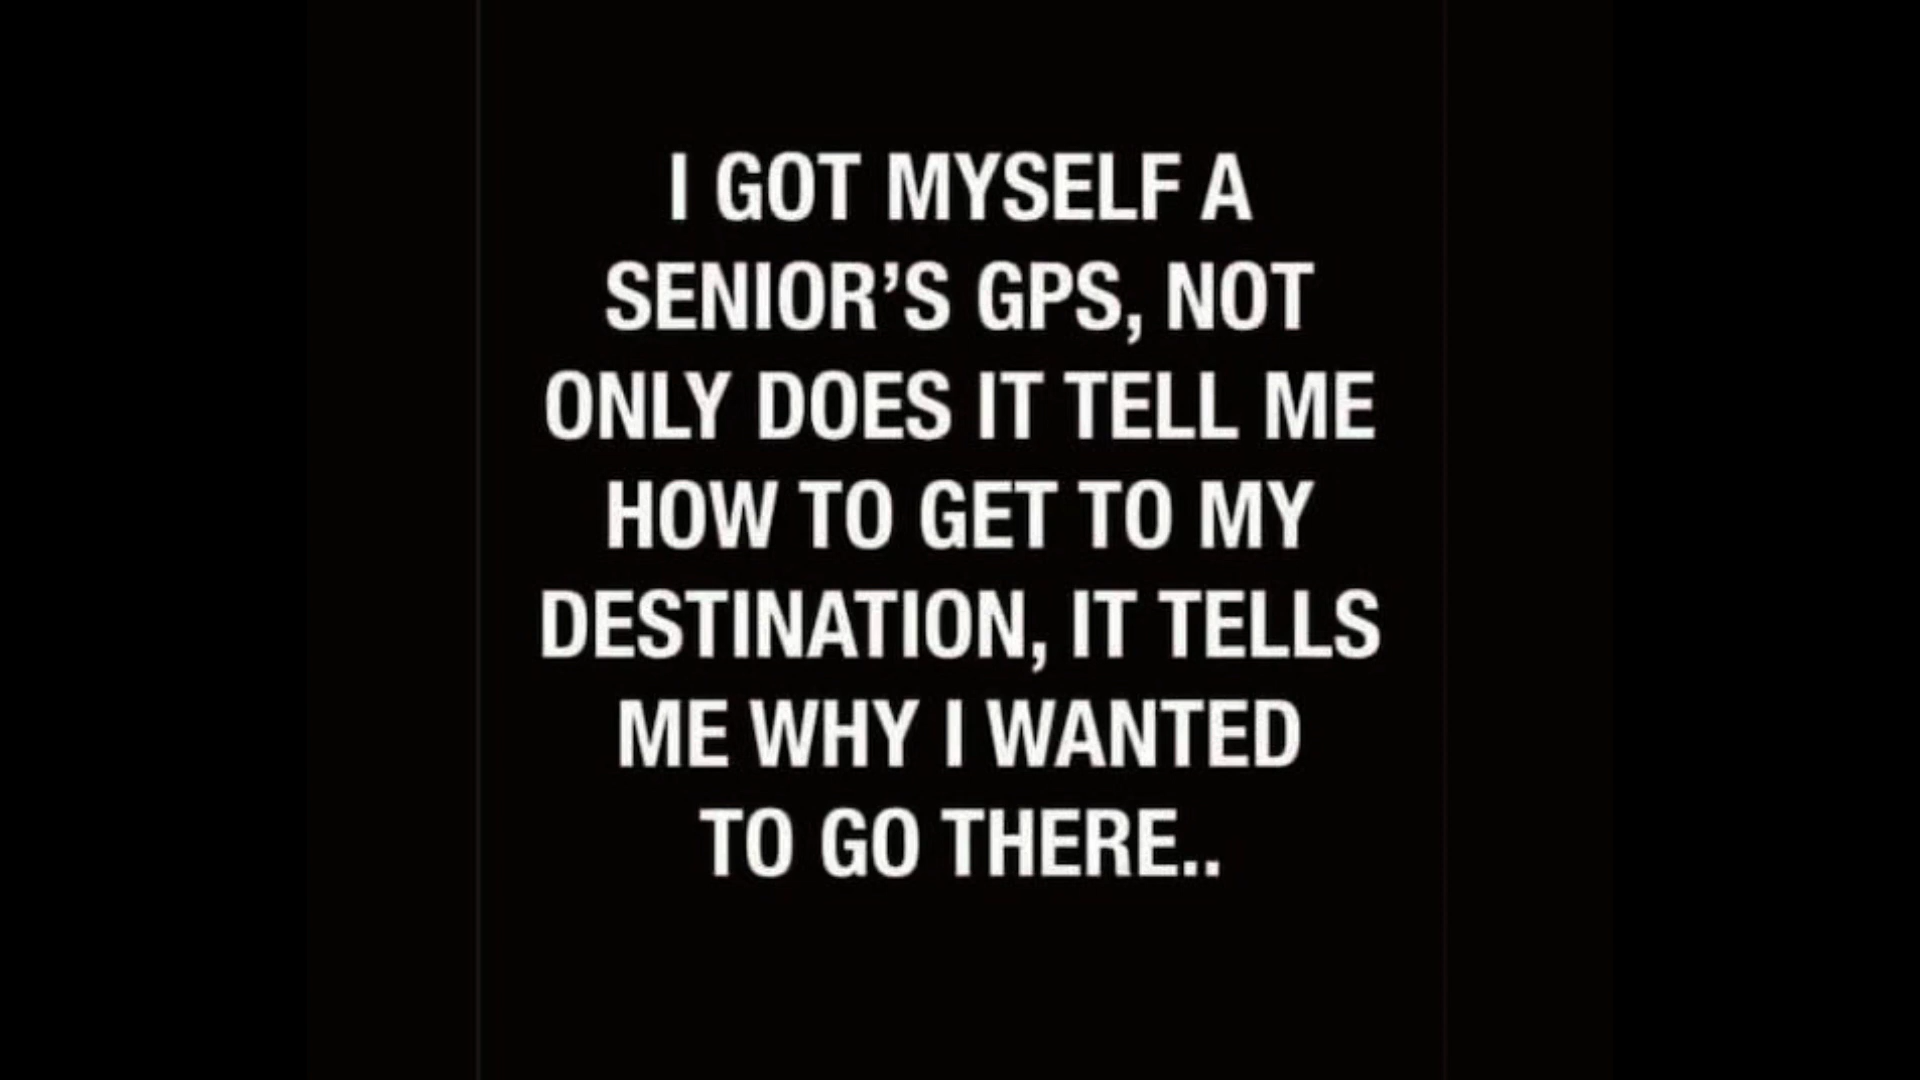 I GOT MYSELF A
SENIOR’S GPS, NOT
ONLY DOES IT TELL ME
HOW TO GET TO MY
DESTINATION, IT TELLS
ME WHY I WANTED
TO GO THERE..